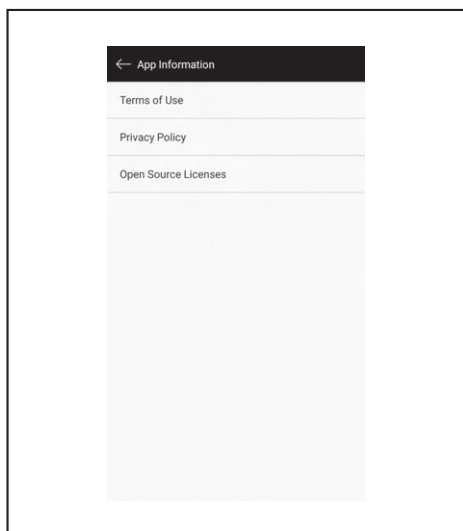 App Information
Terms of Use
Privacy Policy
Open Source Licenses